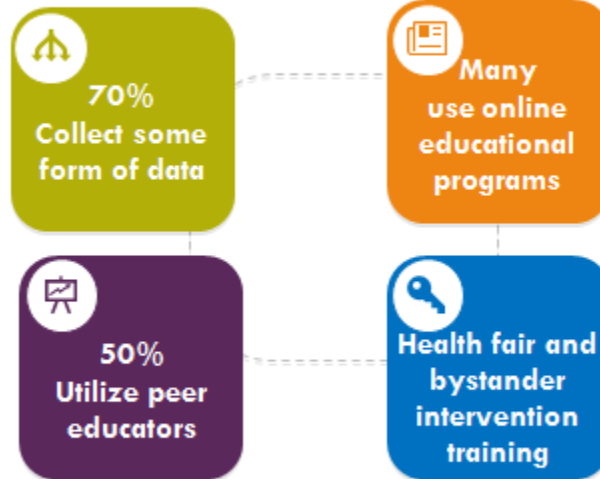 70%
Collect some
form of data
Many
use online
educational
programs
50%
Utilize peer
educators
Health fair and
bystander
intervention
training